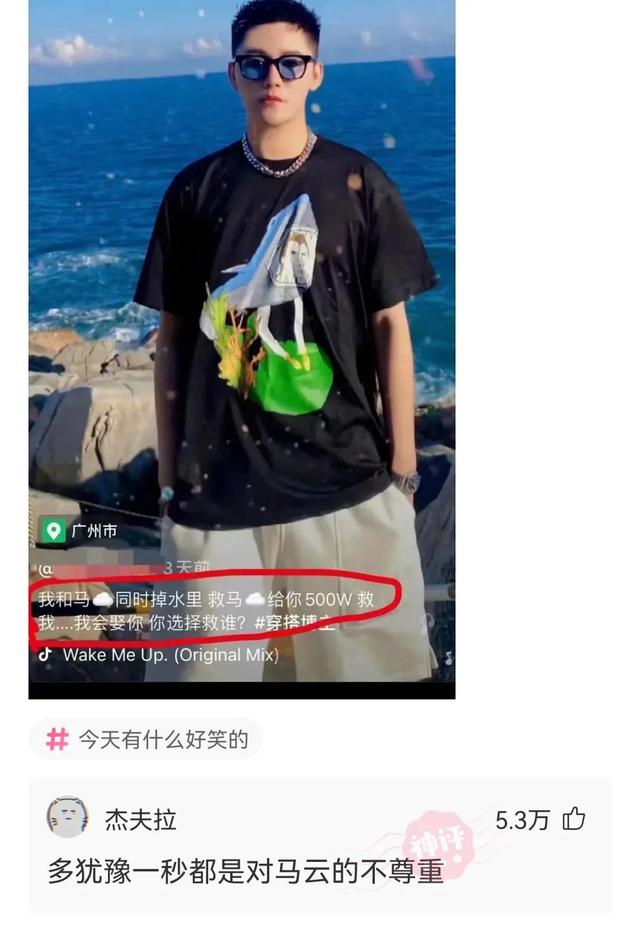 广州市
@
3天前
我和马☁️同时掉水里 救马☁️给你500W 救
我....我会娶你 你选择救谁? #穿搭博主
Wake Me Up. (Original Mix)
# 今天有什么好笑的
杰夫拉
5.3万
神评
多犹豫一秒都是对马云的不尊重